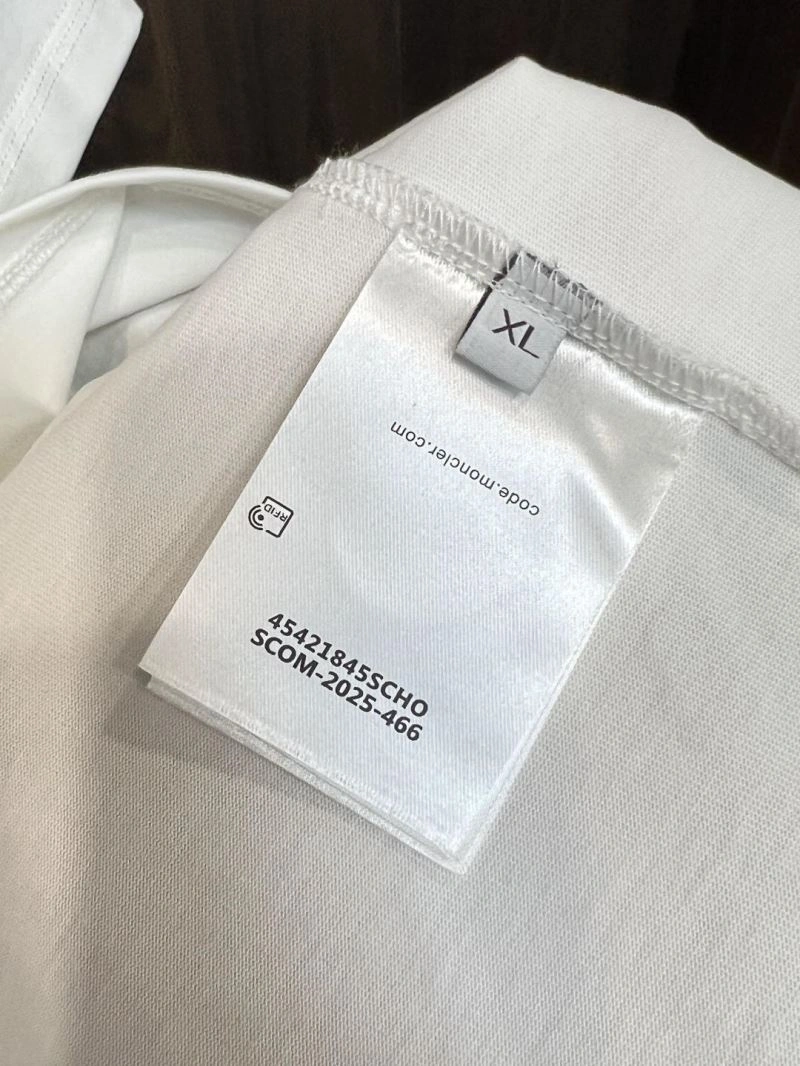 XL
code.moncler.com
RFID
45421845SCHO
SCOM-2025-466